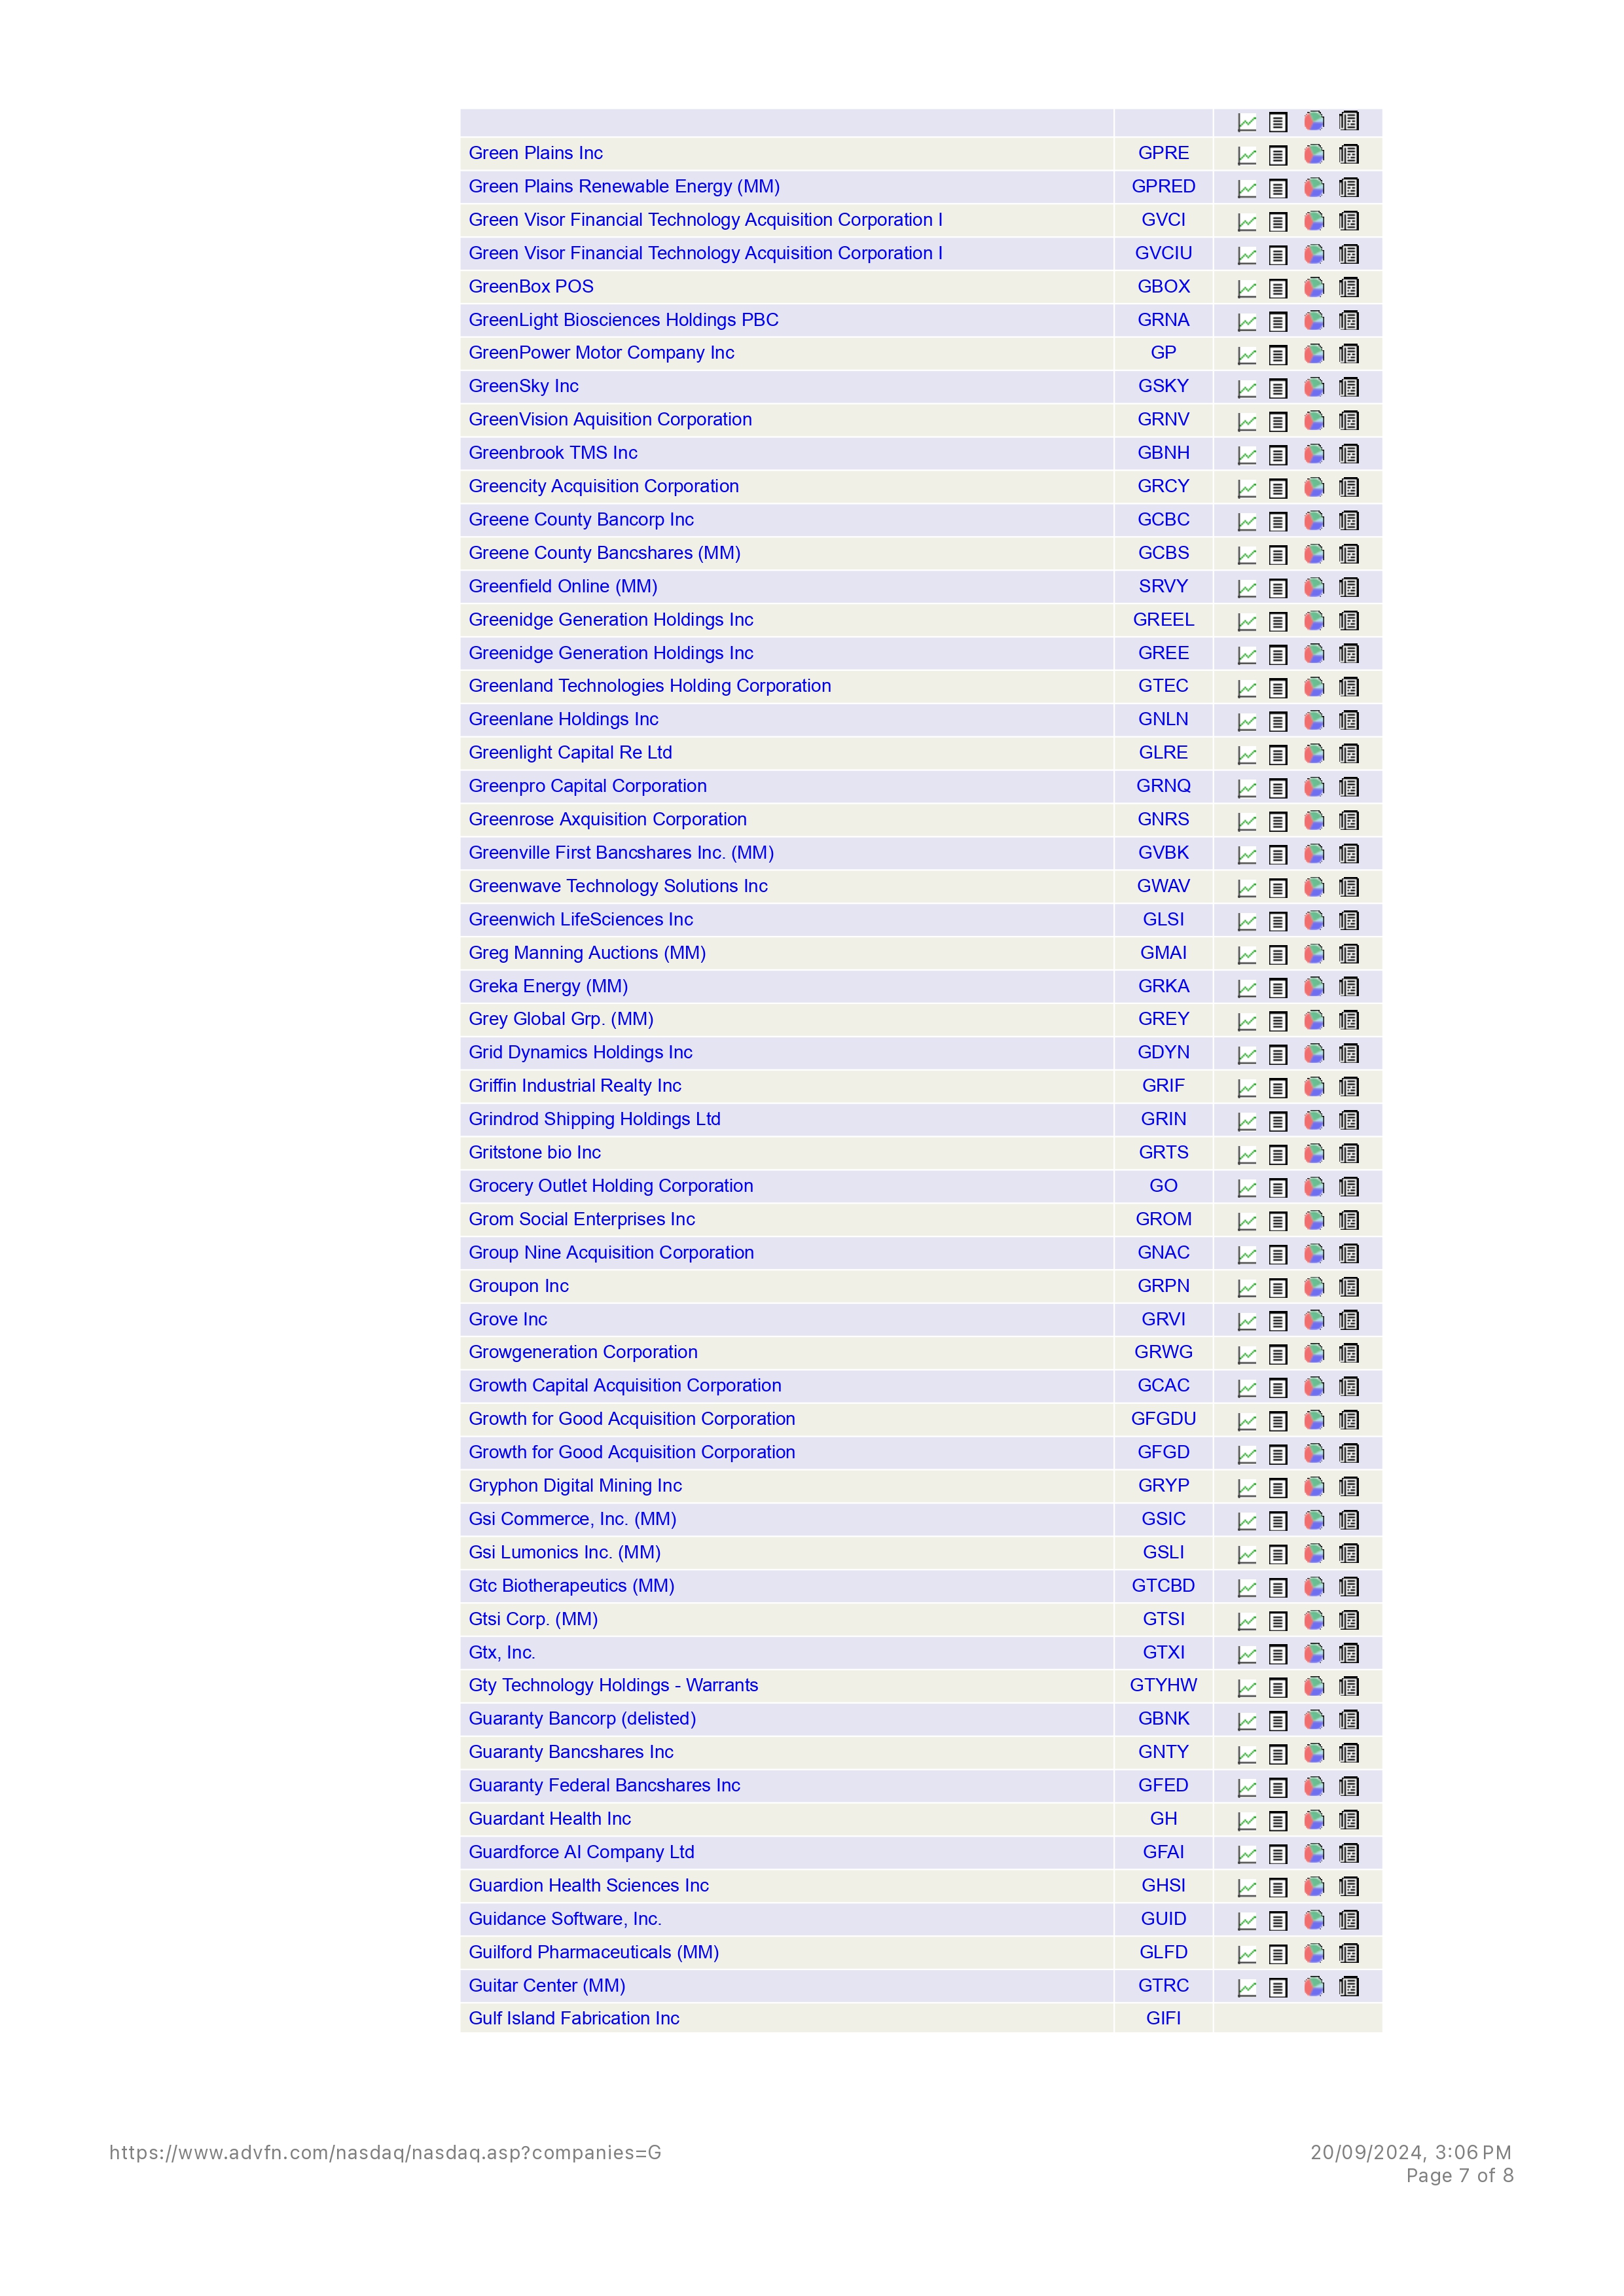 Green Plains Inc GPRE
Green Plains Renewable Energy (MM) GPRED
Green Visor Financial Technology Acquisition Corporation I GVCI
Green Visor Financial Technology Acquisition Corporation I GVCIU
GreenBox POS GBOX
GreenLight Biosciences Holdings PBC GRNA
GreenPower Motor Company Inc GP
GreenSky Inc GSKY
GreenVision Aquisition Corporation GRNV
Greenbrook TMS Inc GBNH
Greencity Acquisition Corporation GRCY
Greene County Bancorp Inc GCBC
Greene County Bancshares (MM) GCBS
Greenfield Online (MM) SRVY
Greenidge Generation Holdings Inc GREEL
Greenidge Generation Holdings Inc GREE
Greenland Technologies Holding Corporation GTEC
Greenlane Holdings Inc GNLN
Greenlight Capital Re Ltd GLRE
Greenpro Capital Corporation GRNQ
Greenrose Axquisition Corporation GNRS
Greenville First Bancshares Inc. (MM) GVBK
Greenwave Technology Solutions Inc GWAV
Greenwich LifeSciences Inc GLSI
Greg Manning Auctions (MM) GMAI
Greka Energy (MM) GRKA
Grey Global Grp. (MM) GREY
Grid Dynamics Holdings Inc GDYN
Griffin Industrial Realty Inc GRIF
Grindrod Shipping Holdings Ltd GRIN
Gritstone bio Inc GRTS
Grocery Outlet Holding Corporation GO
Grom Social Enterprises Inc GROM
Group Nine Acquisition Corporation GNAC
Groupon Inc GRPN
Grove Inc GRVI
Growgeneration Corporation GRWG
Growth Capital Acquisition Corporation GCAC
Growth for Good Acquisition Corporation GFGDU
Growth for Good Acquisition Corporation GFGD
Gryphon Digital Mining Inc GRYP
Gsi Commerce, Inc. (MM) GSIC
Gsi Lumonics Inc. (MM) GSLI
Gtc Biotherapeutics (MM) GTCBD
Gtsi Corp. (MM) GTSI
Gtx, Inc. GTXI
Gty Technology Holdings - Warrants GTYHW
Guaranty Bancorp (delisted) GBNK
Guaranty Bancshares Inc GNTY
Guaranty Federal Bancshares Inc GFED
Guardant Health Inc GH
Guardforce AI Company Ltd GFAI
Guardion Health Sciences Inc GHSI
Guidance Software, Inc. GUID
Guilford Pharmaceuticals (MM) GLFD
Guitar Center (MM) GTRC
Gulf Island Fabrication Inc GIFI
https://www.advfn.com/nasdaq/nasdaq.asp?companies=G 20/09/2024, 3:06 PM
Page 7 of 8